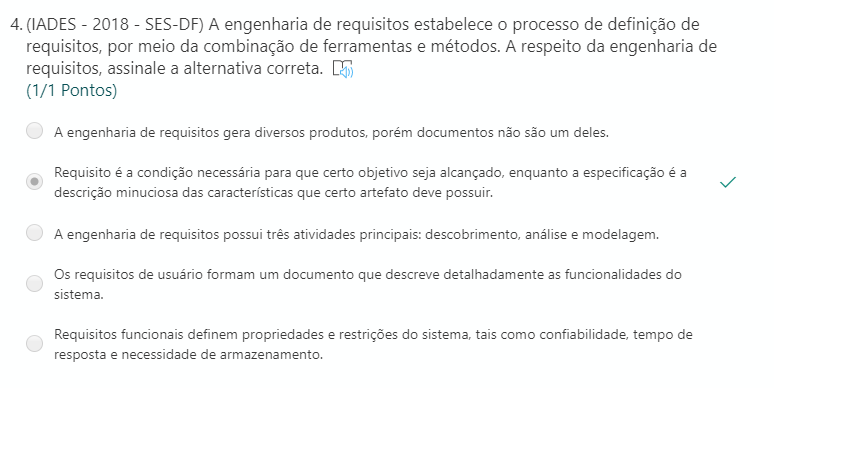 4. (IADES - 2018 - SES-DF) A engenharia de requisitos estabelece o processo de definição de
requisitos, por meio da combinação de ferramentas e métodos. A respeito da engenharia de
requisitos, assinale a alternativa correta.
(1/1 Pontos)
A engenharia de requisitos gera diversos produtos, porém documentos não são um deles.
Requisito é a condição necessária para que certo objetivo seja alcançado, enquanto a especificação é a
descrição minuciosa das características que certo artefato deve possuir.
A engenharia de requisitos possui três atividades principais: descobrimento, análise e modelagem.
Os requisitos de usuário formam um documento que descreve detalhadamente as funcionalidades do
sistema.
Requisitos funcionais definem propriedades e restrições do sistema, tais como confiabilidade, tempo de
resposta e necessidade de armazenamento.